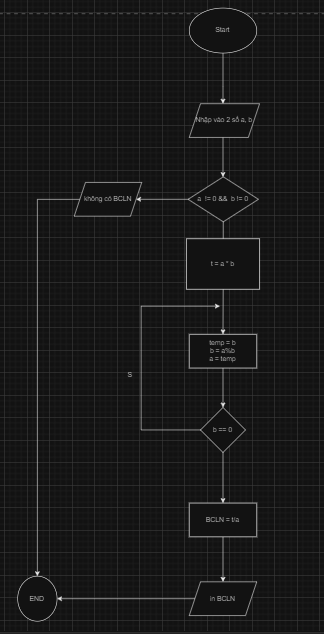 Start
Nhập vào 2 số a, b
a != 0 && b != 0
không có BCLN
t = a * b
temp = b
b = a%b
a = temp
S
b == 0
BCLN = t/a
END
in BCLN